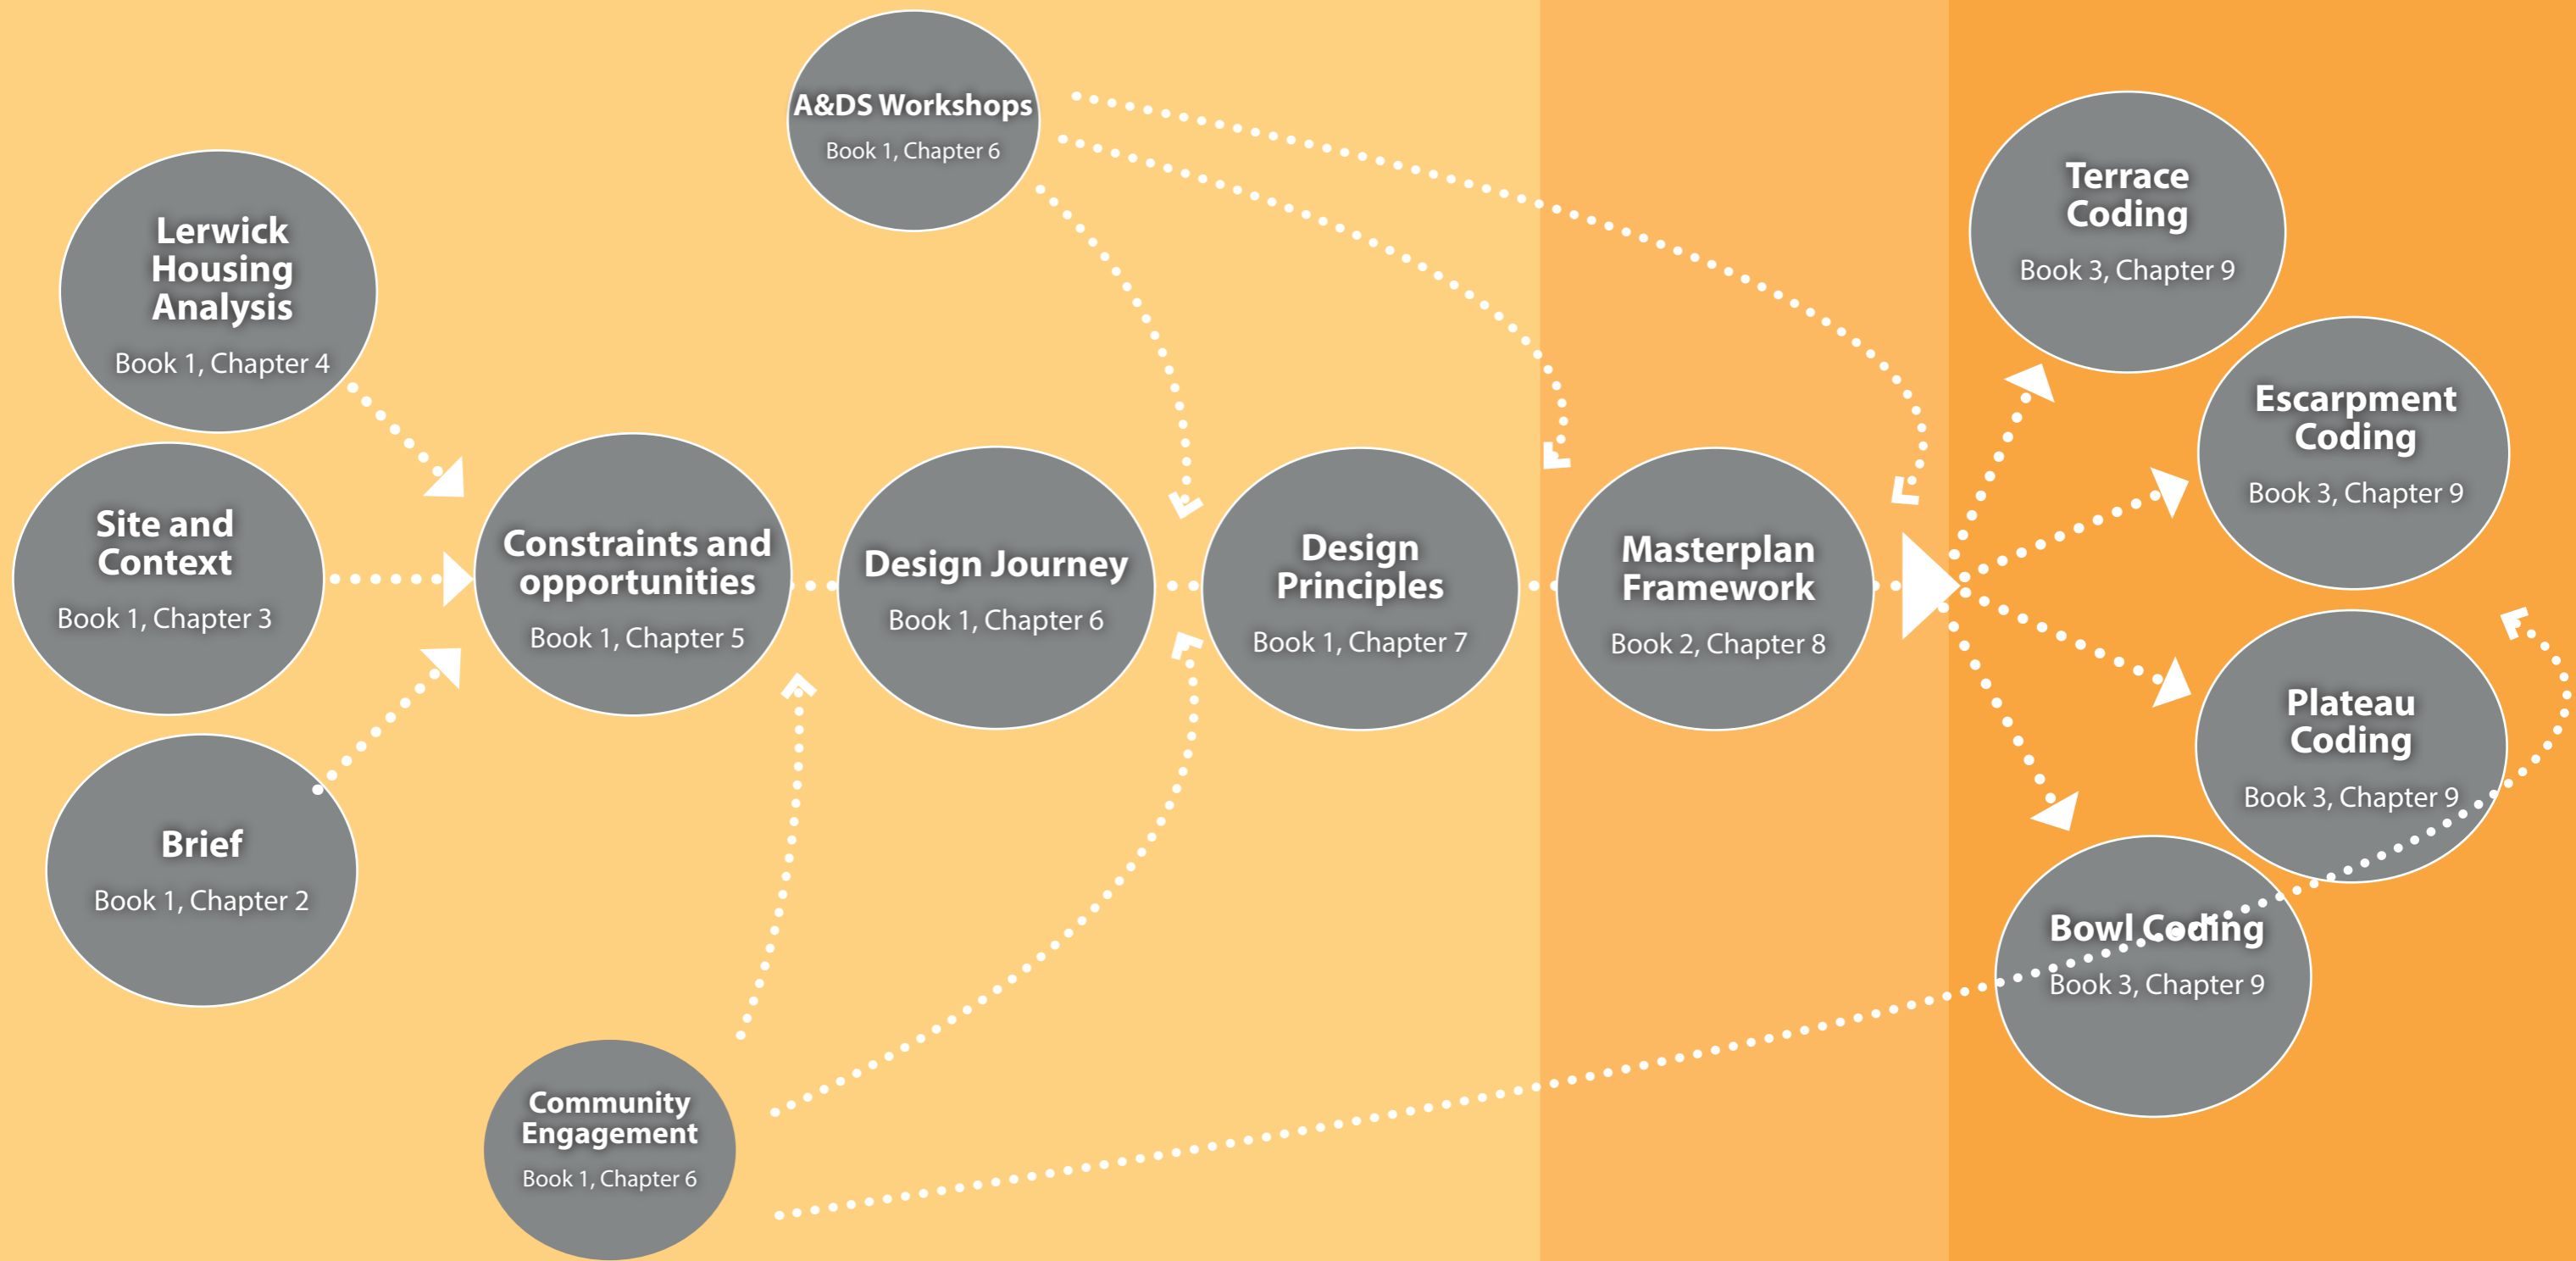 A&DS Workshops
Book 1, Chapter 6
Lerwick
Housing
Analysis
Book 1, Chapter 4
Site and
Context
Book 1, Chapter 3
Brief
Book 1, Chapter 2
Constraints and
opportunities
Book 1, Chapter 5
Design Journey
Book 1, Chapter 6
Design
Principles
Book 1, Chapter 7
Masterplan
Framework
Book 2, Chapter 8
Community
Engagement
Book 1, Chapter 6
Terrace
Coding
Book 3, Chapter 9
Escarpment
Coding
Book 3, Chapter 9
Plateau
Coding
Book 3, Chapter 9
Bowl Coding
Book 3, Chapter 9